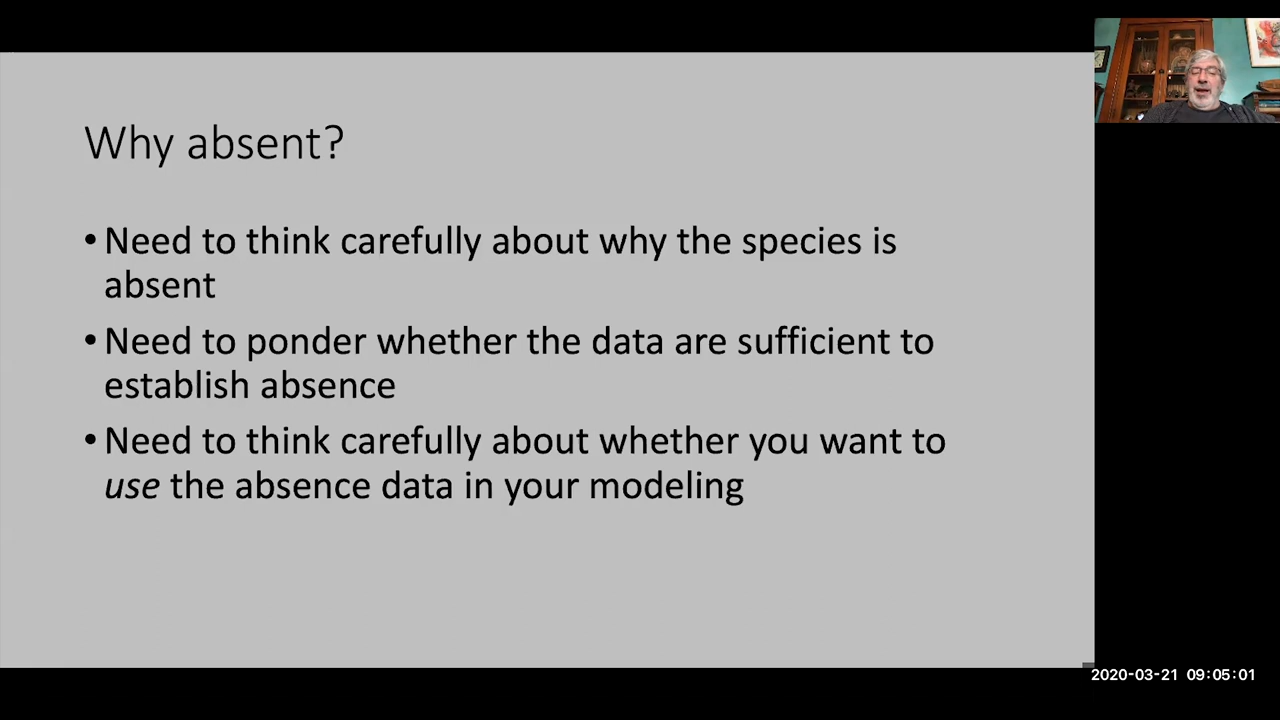 Why absent?
• Need to think carefully about why the species is
absent
• Need to ponder whether the data are sufficient to
establish absence
• Need to think carefully about whether you want to
use the absence data in your modeling
2020-03-21 09:05:01